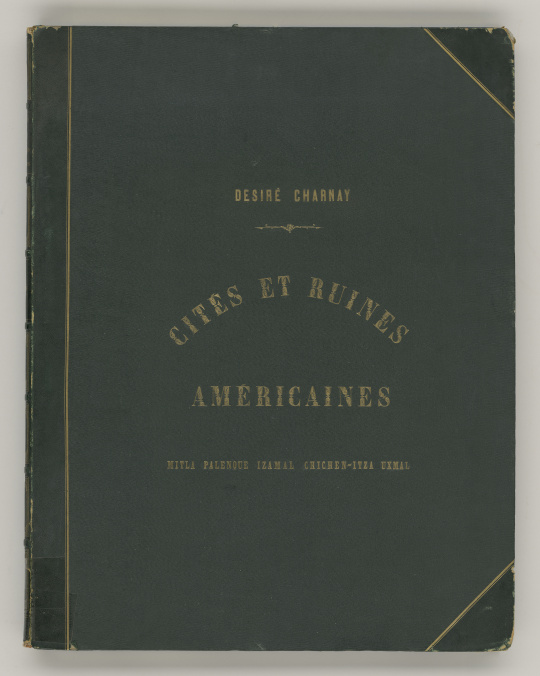 DESIRÉ CHARNAY
CITÉS ET RUINES
AMÉRICAINES
MITLA PALENQUE IZAMAL CHICHEN-ITZA UXMAL